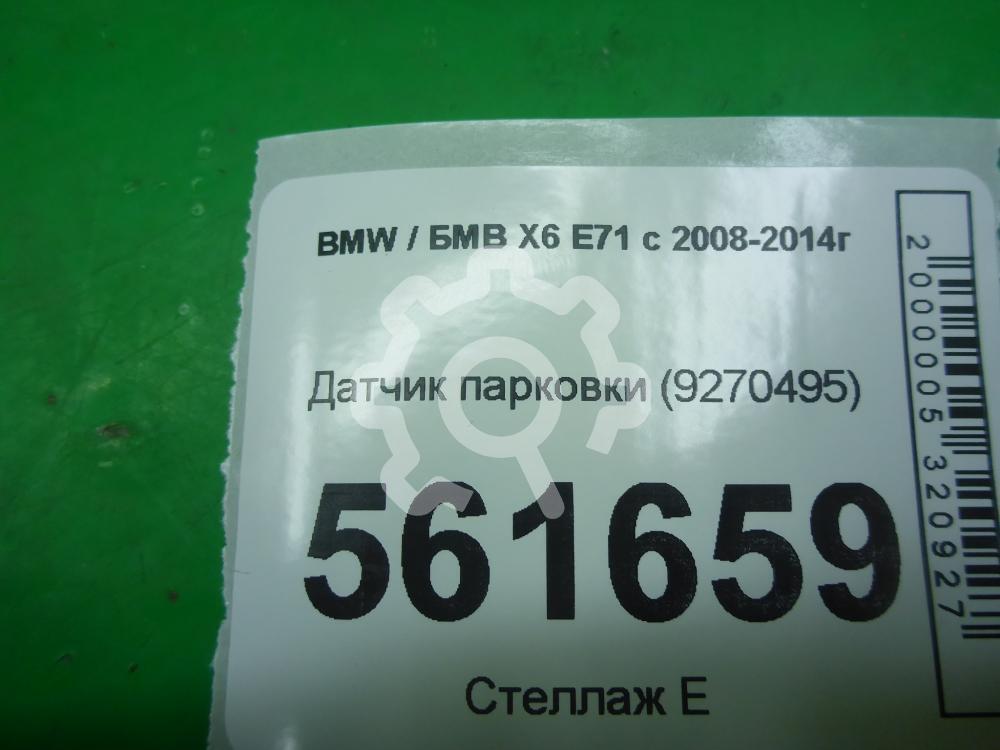 BMW / БМВ X6 E71 с 2008-2014г
Датчик парковки (9270495)
561659
Стеллаж E
2000005320927